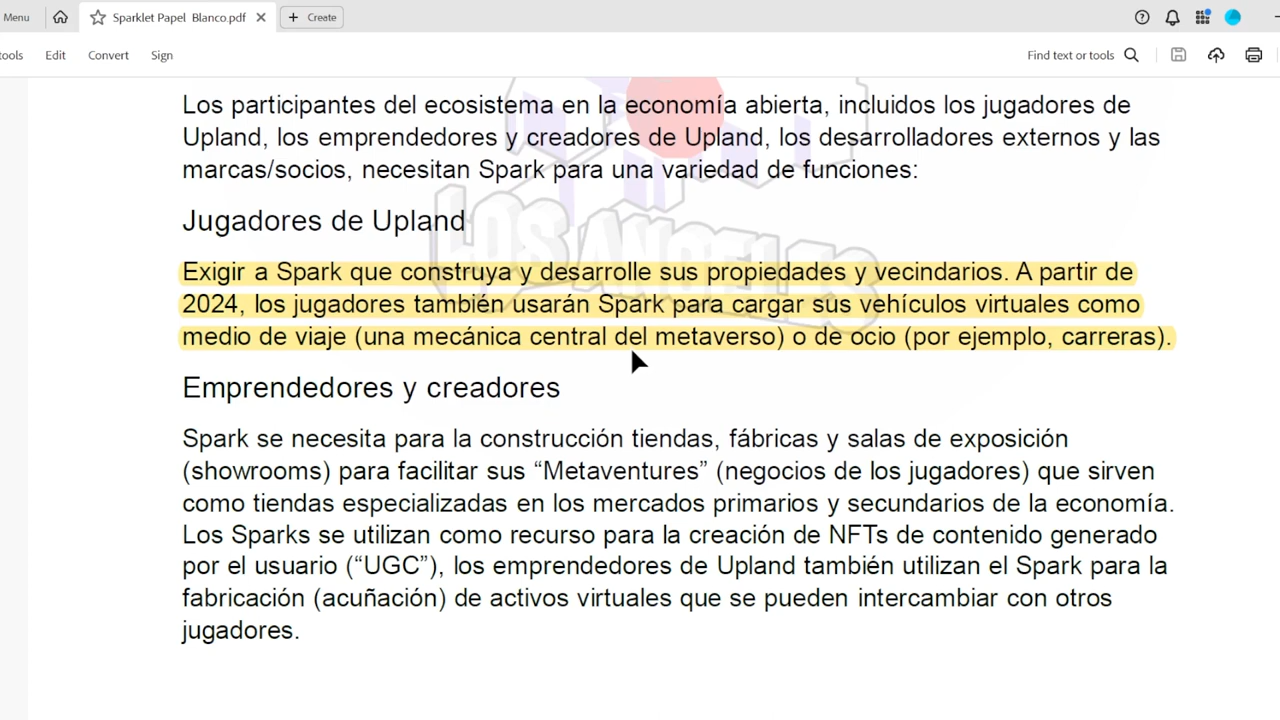 Menu
Sparklet Papel Blanco.pdf
Create
tools
Edit
Convert
Sign
Find text or tools
Los participantes del ecosistema en la economía abierta, incluidos los jugadores de
Upland, los emprendedores y creadores de Upland, los desarrolladores externos y las
marcas/socios, necesitan Spark para una variedad de funciones:
Jugadores de Upland
LOS ANGELES
Exigir a Spark que construya y desarrolle sus propiedades y vecindarios. A partir de
2024, los jugadores también usarán Spark para cargar sus vehículos virtuales como
medio de viaje (una mecánica central del metaverso) o de ocio (por ejemplo, carreras).
Emprendedores y creadores
Spark se necesita para la construcción tiendas, fábricas y salas de exposición
(showrooms) para facilitar sus “Metaventures” (negocios de los jugadores) que sirven
como tiendas especializadas en los mercados primarios y secundarios de la economía.
Los Sparks se utilizan como recurso para la creación de NFTs de contenido generado
por el usuario (“UGC”), los emprendedores de Upland también utilizan el Spark para la
fabricación (acuñación) de activos virtuales que se pueden intercambiar con otros
jugadores.